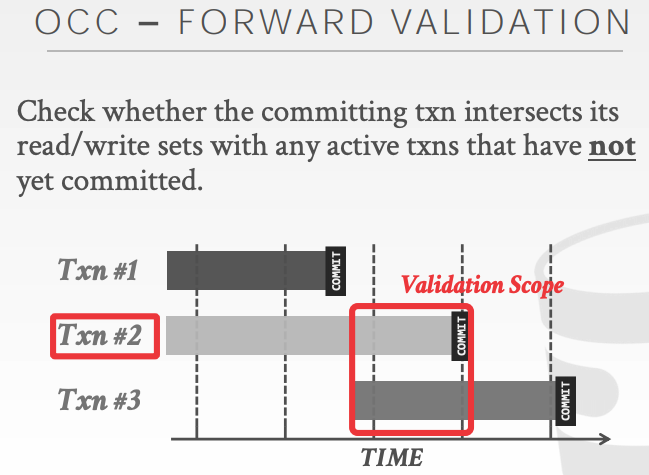 OCC – FORWARD VALIDATION
Check whether the committing txn intersects its
read/write sets with any active txns that have not
yet committed.
Txn #1
COMMIT
Validation Scope
Txn #2
COMMIT
Txn #3
COMMIT
TIME